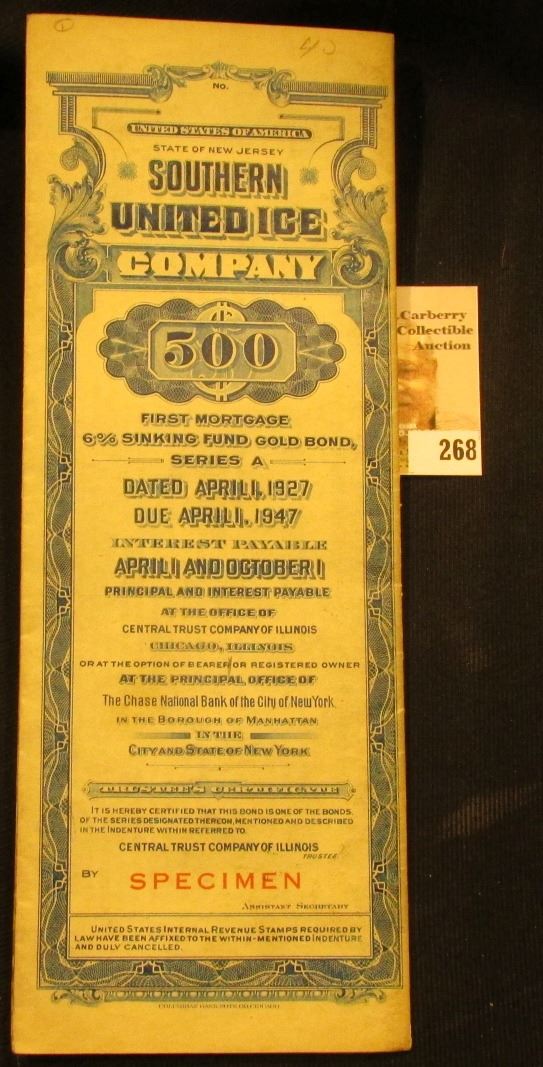 No.
UNITED STATES OF AMERICA
STATE OF NEW JERSEY
SOUTHERN
UNITED ICE
COMPANY
500
FIRST MORTGAGE
6% SINKING FUND GOLD BOND,
SERIES A
DATED APRIL 1, 1927
DUE APRIL 1, 1947
INTEREST PAYABLE
APRIL 1 AND OCTOBER 1
PRINCIPAL AND INTEREST PAYABLE
AT THE OFFICE OF
CENTRAL TRUST COMPANY OF ILLINOIS
CHICAGO, ILLINOIS
OR AT THE OPTION OF BEARER/OR REGISTERED OWNER
AT THE PRINCIPAL OFFICE OF
The Chase National Bank of the City of New York
IN THE BOROUGH OF MANHATTAN
IN THE
CITY AND STATE OF NEW YORK
TRUSTEE'S CERTIFICATE
IT IS HEREBY CERTIFIED THAT THIS BOND IS ONE OF THE BONDS,
OF THE SERIES DESIGNATED THEREON, MENTIONED AND DESCRIBED
IN THE INDENTURE WITHIN REFERRED TO.
CENTRAL TRUST COMPANY OF ILLINOIS
TRUSTEE
BY SPECIMEN
ASSISTANT SECRETARY
UNITED STATES INTERNAL REVENUE STAMPS REQUIRED BY
LAW HAVE BEEN AFFIXED TO THE WITHIN-MENTIONED INDENTURE
AND DULY CANCELLED.
COLUMBIAN BANK NOTE CO. CHICAGO
Carberry
Collectible
Auction
268